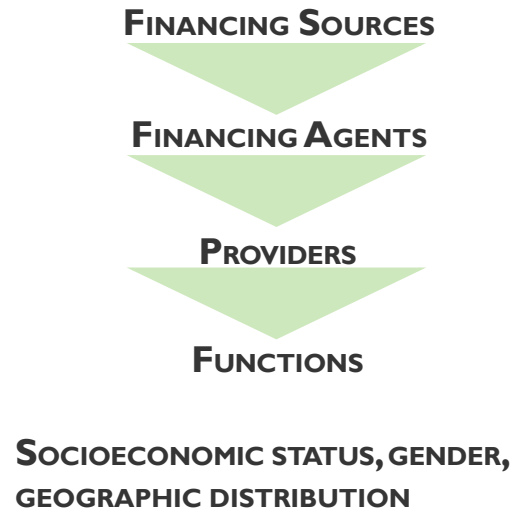 FINANCING SOURCES
FINANCING AGENTS
PROVIDERS
FUNCTIONS
SOCIOECONOMIC STATUS, GENDER,
GEOGRAPHIC DISTRIBUTION